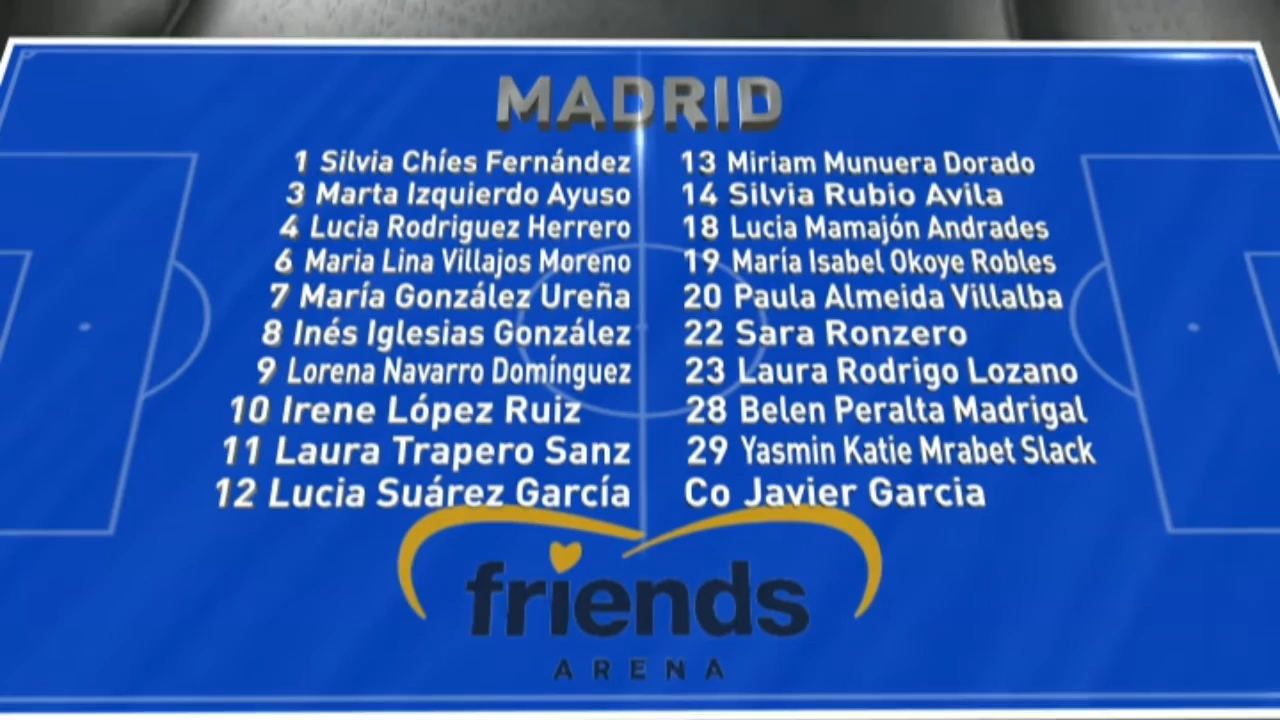 MADRID
1 Silvia Chíes Fernández
3 Marta Izquierdo Ayuso
4 Lucia Rodriguez Herrero
6 Maria Lina Villajos Moreno
7 María González Ureña
8 Inés Iglesias González
9 Lorena Navarro Domínguez
10 Irene López Ruiz
11 Laura Trapero Sanz
12 Lucia Suárez García
13 Miriam Munuera Dorado
14 Silvia Rubio Avila
18 Lucia Mamajón Andrades
19 María Isabel Okoye Robles
20 Paula Almeida Villalba
22 Sara Ronzero
23 Laura Rodrigo Lozano
28 Belen Peralta Madrigal
29 Yasmin Katie Mrabet Slack
Co Javier Garcia
friends
ARENA